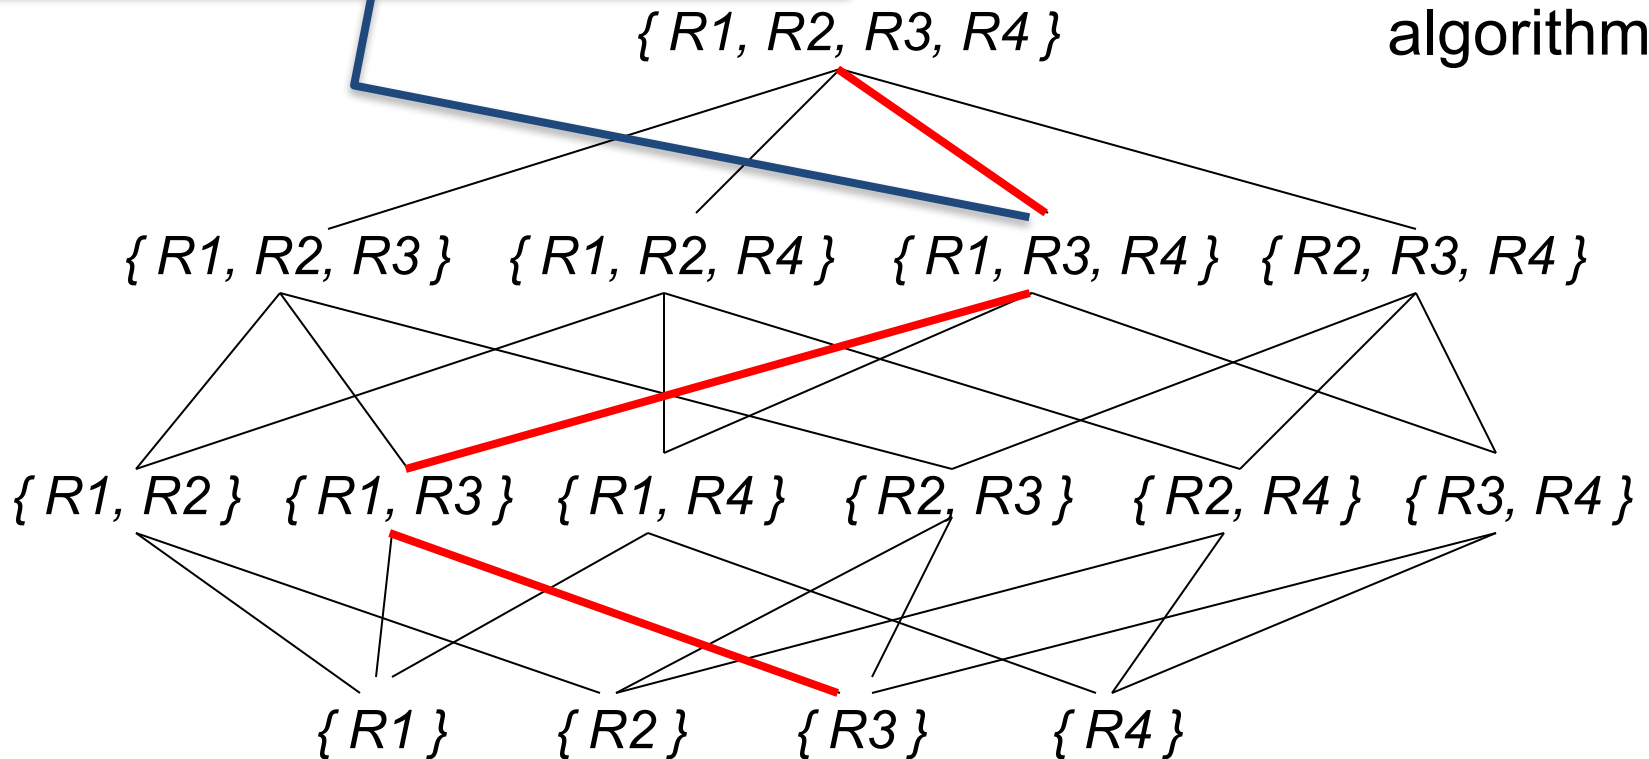 { R1, R2, R3, R4 }
algorithm
{ R1, R2, R3 } { R1, R2, R4 } { R1, R3, R4 } { R2, R3, R4 }
{ R1, R2 } { R1, R3 } { R1, R4 } { R2, R3 } { R2, R4 } { R3, R4 }
{ R1 } { R2 } { R3 } { R4 }